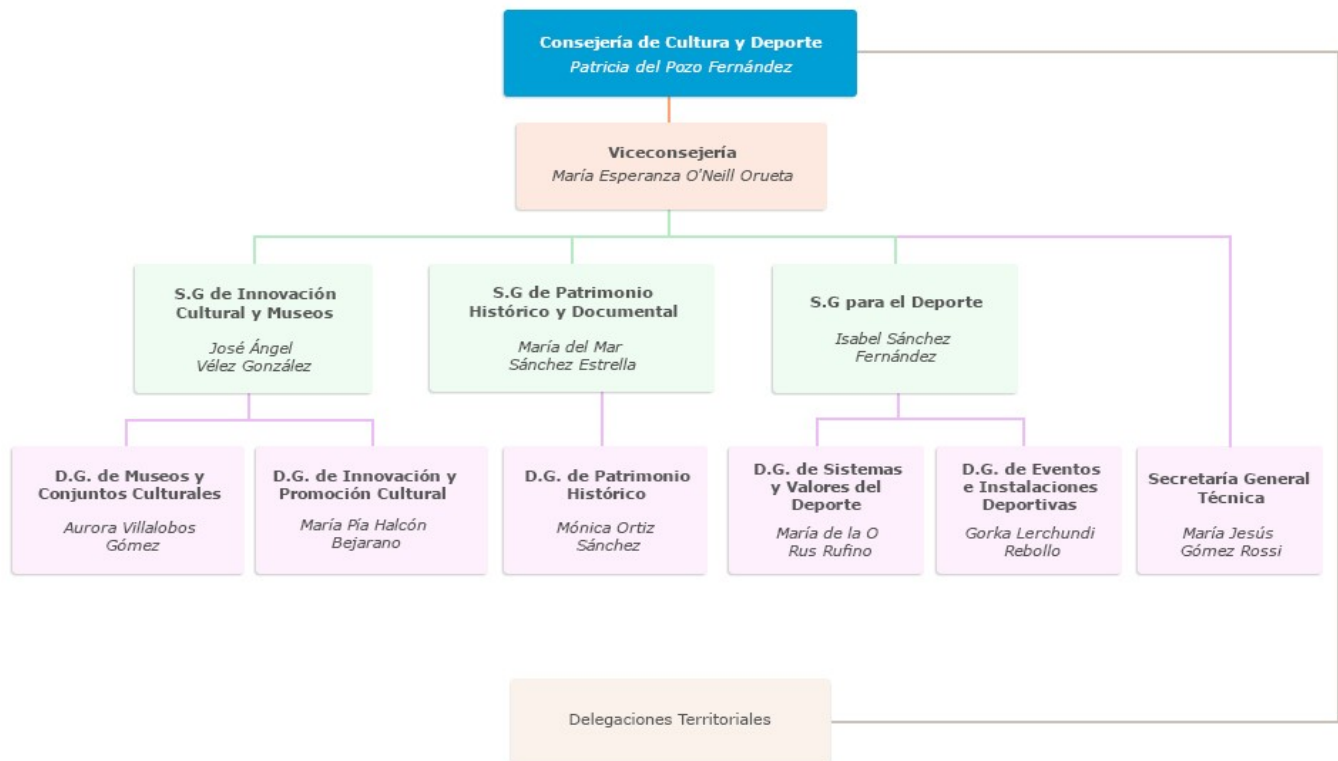 Consejería de Cultura y Deporte
Patricia del Pozo Fernández
Viceconsejería
María Esperanza O'Neill Orueta
S.G de Innovación
Cultural y Museos
José Ángel
Vélez González
S.G de Patrimonio
Histórico y Documental
María del Mar
Sánchez Estrella
S.G para el Deporte
Isabel Sánchez
Fernández
D.G. de Museos y
Conjuntos Culturales
Aurora Villalobos
Gómez
D.G. de Innovación y
Promoción Cultural
María Pía Halcón
Bejarano
D.G. de Patrimonio
Histórico
Mónica Ortiz
Sánchez
D.G. de Sistemas
y Valores del
Deporte
María de la O
Rus Rufino
D.G. de Eventos
e Instalaciones
Deportivas
Gorka Lerchundi
Rebollo
Secretaría General
Técnica
María Jesús
Gómez Rossi
Delegaciones Territoriales